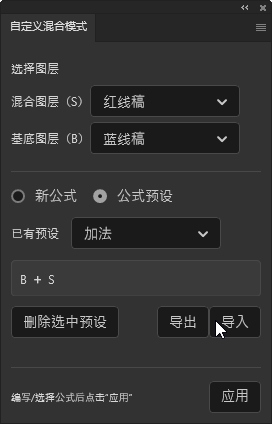 自定义混合模式
选择图层
混合图层（S） 红线稿
基底图层（B） 蓝线稿
新公式 公式预设
已有预设 加法
B + S
删除选中预设 导出 导入
编写/选择公式后点击“应用” 应用